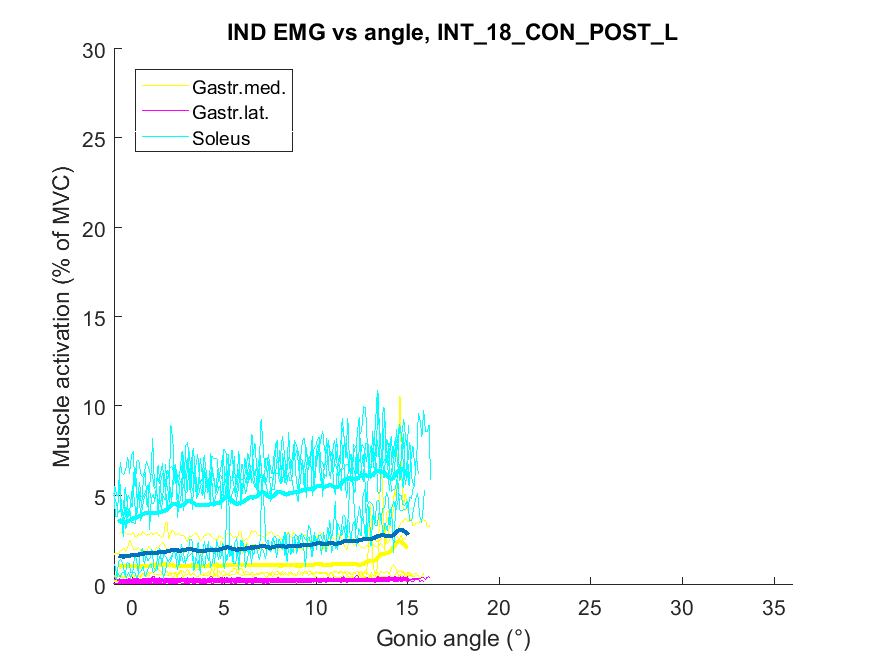 IND EMG vs angle, INT_18_CON_POST_L
Muscle activation (% of MVC)
30
25
20
15
10
5
0
Gastr.med.
Gastr.lat.
Soleus
0 5 10 15 20 25 30 35
Gonio angle (°)